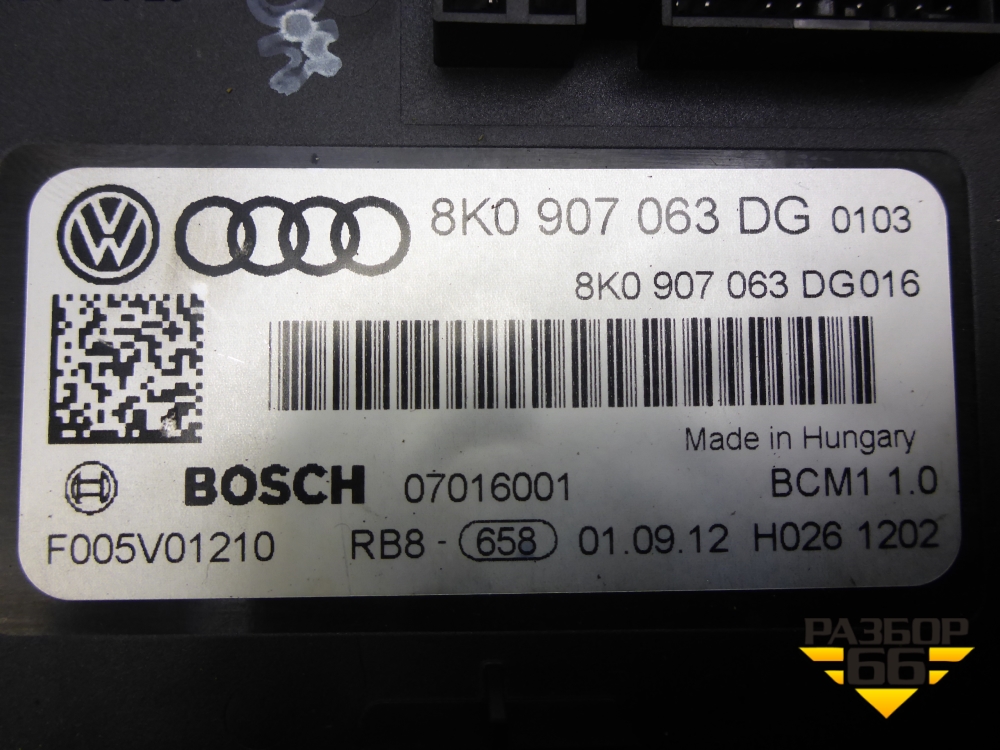 8K0 907 063 DG 0103
8K0 907 063 DG016
Made in Hungary
BOSCH 07016001 BCM1 1.0
F005V01210 RB8 - 658 01.09.12 H026 1202
РАЗБОР
66